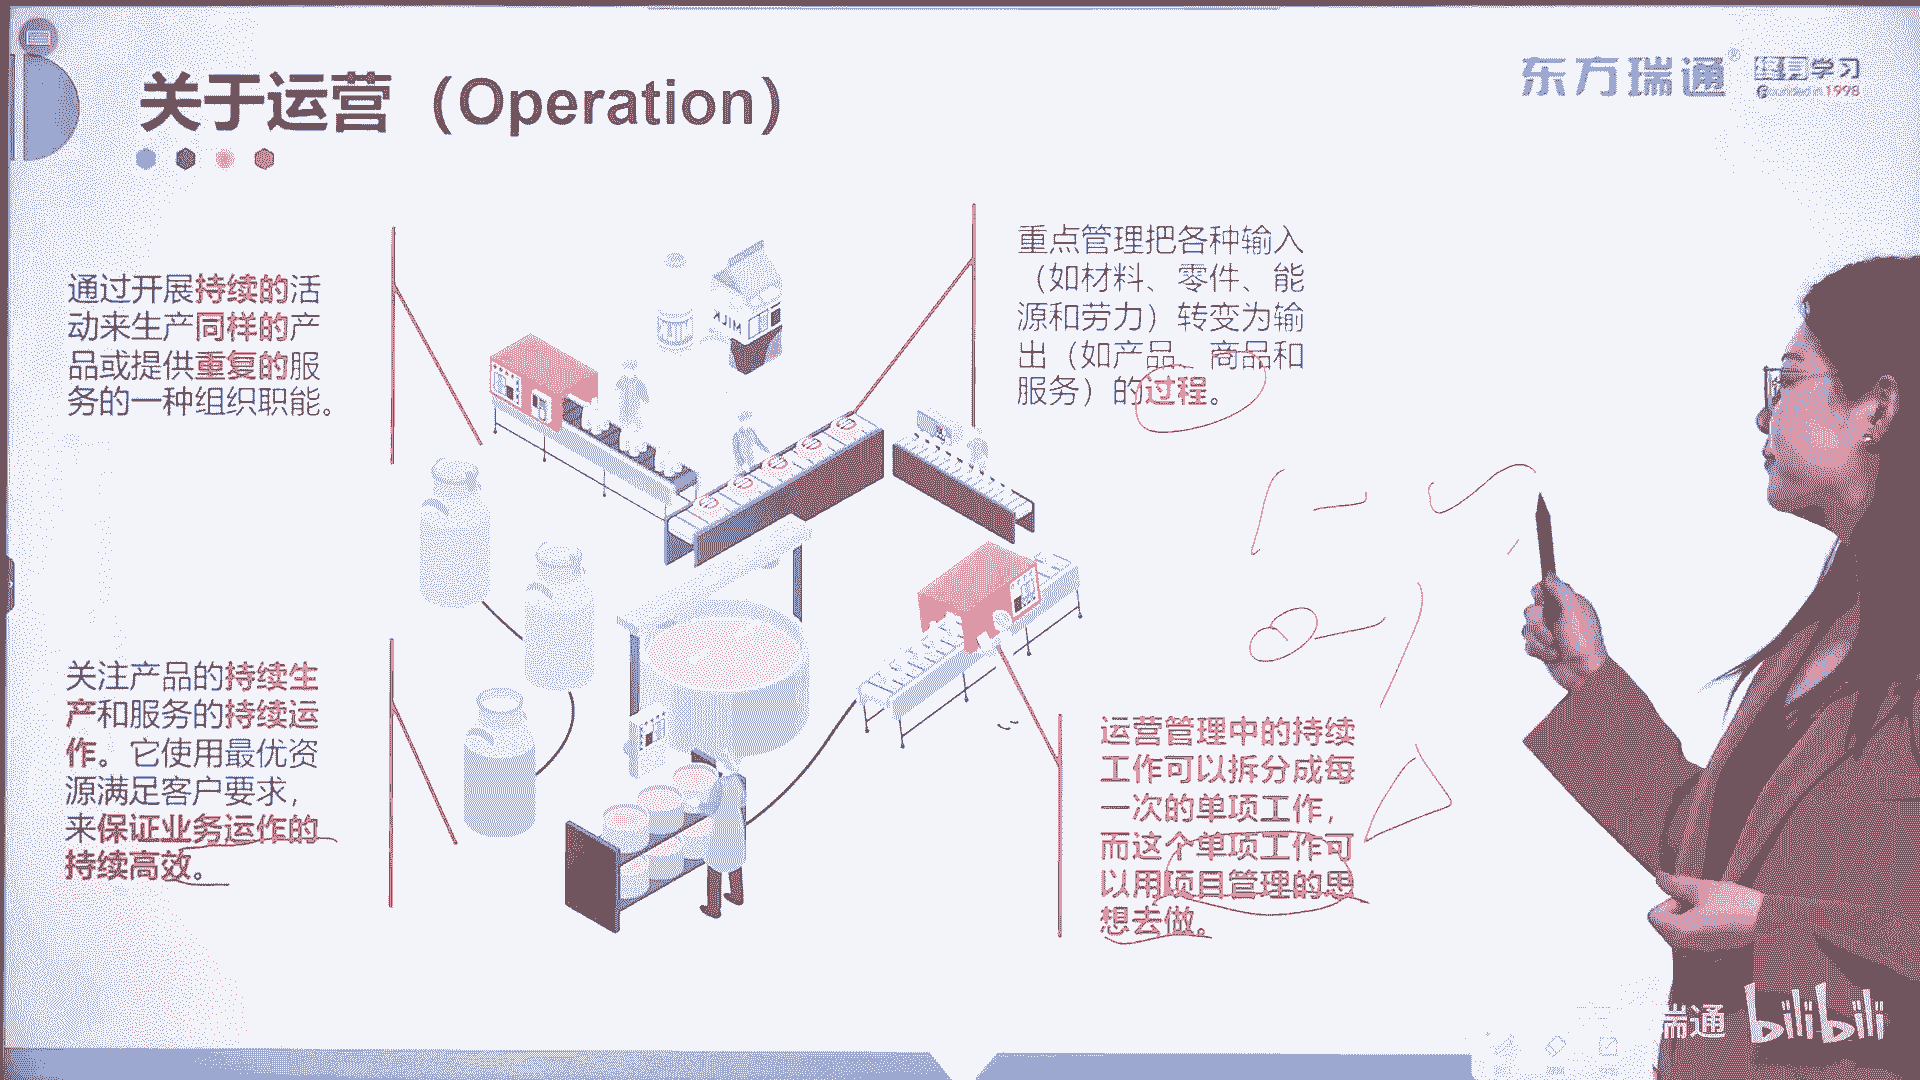 关于运营（Operation）
东方瑞通®
终身学习
Founded in 1998
通过开展持续的活
动来生产同样的产
品或提供重复的服
务的一种组织职能。
重点管理把各种输入
（如材料、零件、能
源和劳力）转变为输
出（如产品、商品和
服务）的过程。
MILK
关注产品的持续生
产和服务的持续运
作。它使用最优资
源满足客户要求，
来保证业务运作的
持续高效。
运营管理中的持续
工作可以拆分成每
一次的单项工作，
而这个单项工作可
以用项目管理的思
想去做。
瑞通
bilibili